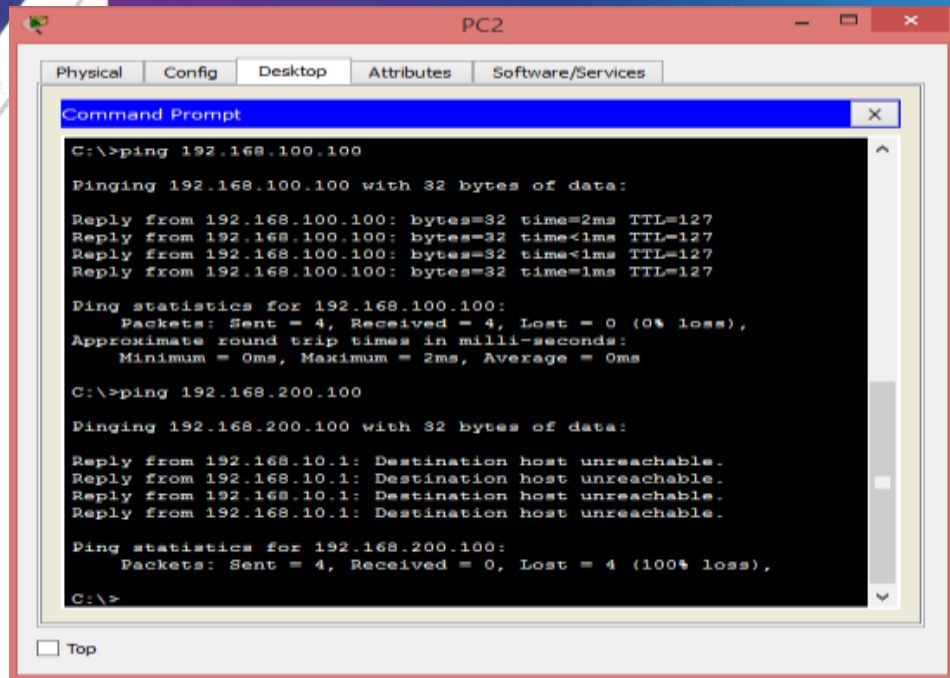 PC2
Physical Config Desktop Attributes Software/Services
Command Prompt
C:\>ping 192.168.100.100
Pinging 192.168.100.100 with 32 bytes of data:
Reply from 192.168.100.100: bytes=32 time=2ms TTL=127
Reply from 192.168.100.100: bytes=32 time<1ms TTL=127
Reply from 192.168.100.100: bytes=32 time<1ms TTL=127
Reply from 192.168.100.100: bytes=32 time=1ms TTL=127
Ping statistics for 192.168.100.100:
Packets: Sent = 4, Received = 4, Lost = 0 (0% loss),
Approximate round trip times in milli-seconds:
Minimum = 0ms, Maximum = 2ms, Average = 0ms
C:\>ping 192.168.200.100
Pinging 192.168.200.100 with 32 bytes of data:
Reply from 192.168.10.1: Destination host unreachable.
Reply from 192.168.10.1: Destination host unreachable.
Reply from 192.168.10.1: Destination host unreachable.
Reply from 192.168.10.1: Destination host unreachable.
Ping statistics for 192.168.200.100:
Packets: Sent = 4, Received = 0, Lost = 4 (100% loss),
C:\>
Top